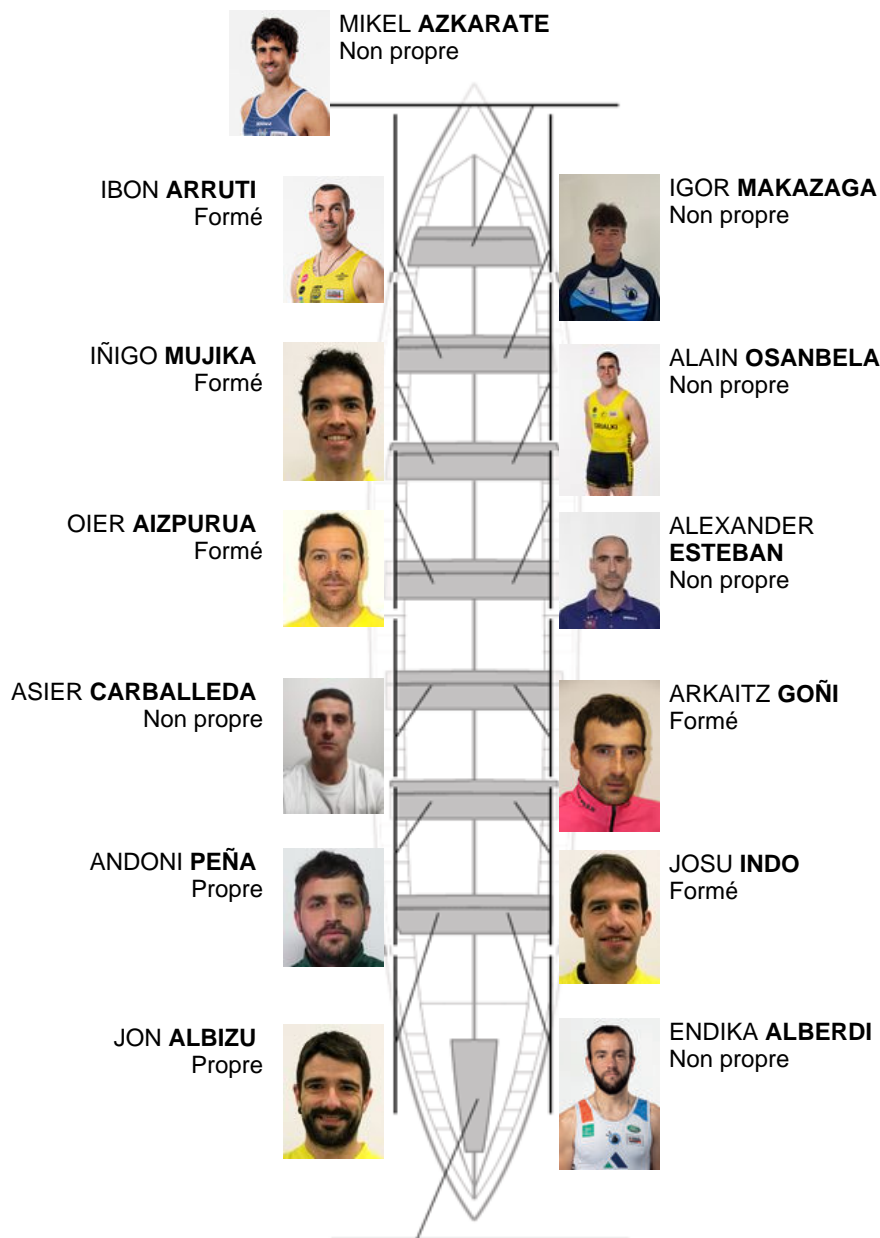 MIKEL AZKARATE
Non propre
IBON ARRUTI
Formé
IGOR MAKAZAGA
Non propre
IÑIGO MUJIKA
Formé
ALAIN OSANBELA
Non propre
OIER AIZPURUA
Formé
ALEXANDER
ESTEBAN
Non propre
ASIER CARBALLEDA
Non propre
ARKAITZ GOÑI
Formé
ANDONI PEÑA
Propre
JOSU INDO
Formé
JON ALBIZU
Propre
ENDIKA ALBERDI
Non propre